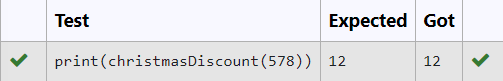 Test Expected Got
print(christmasDiscount(578)) 12 12